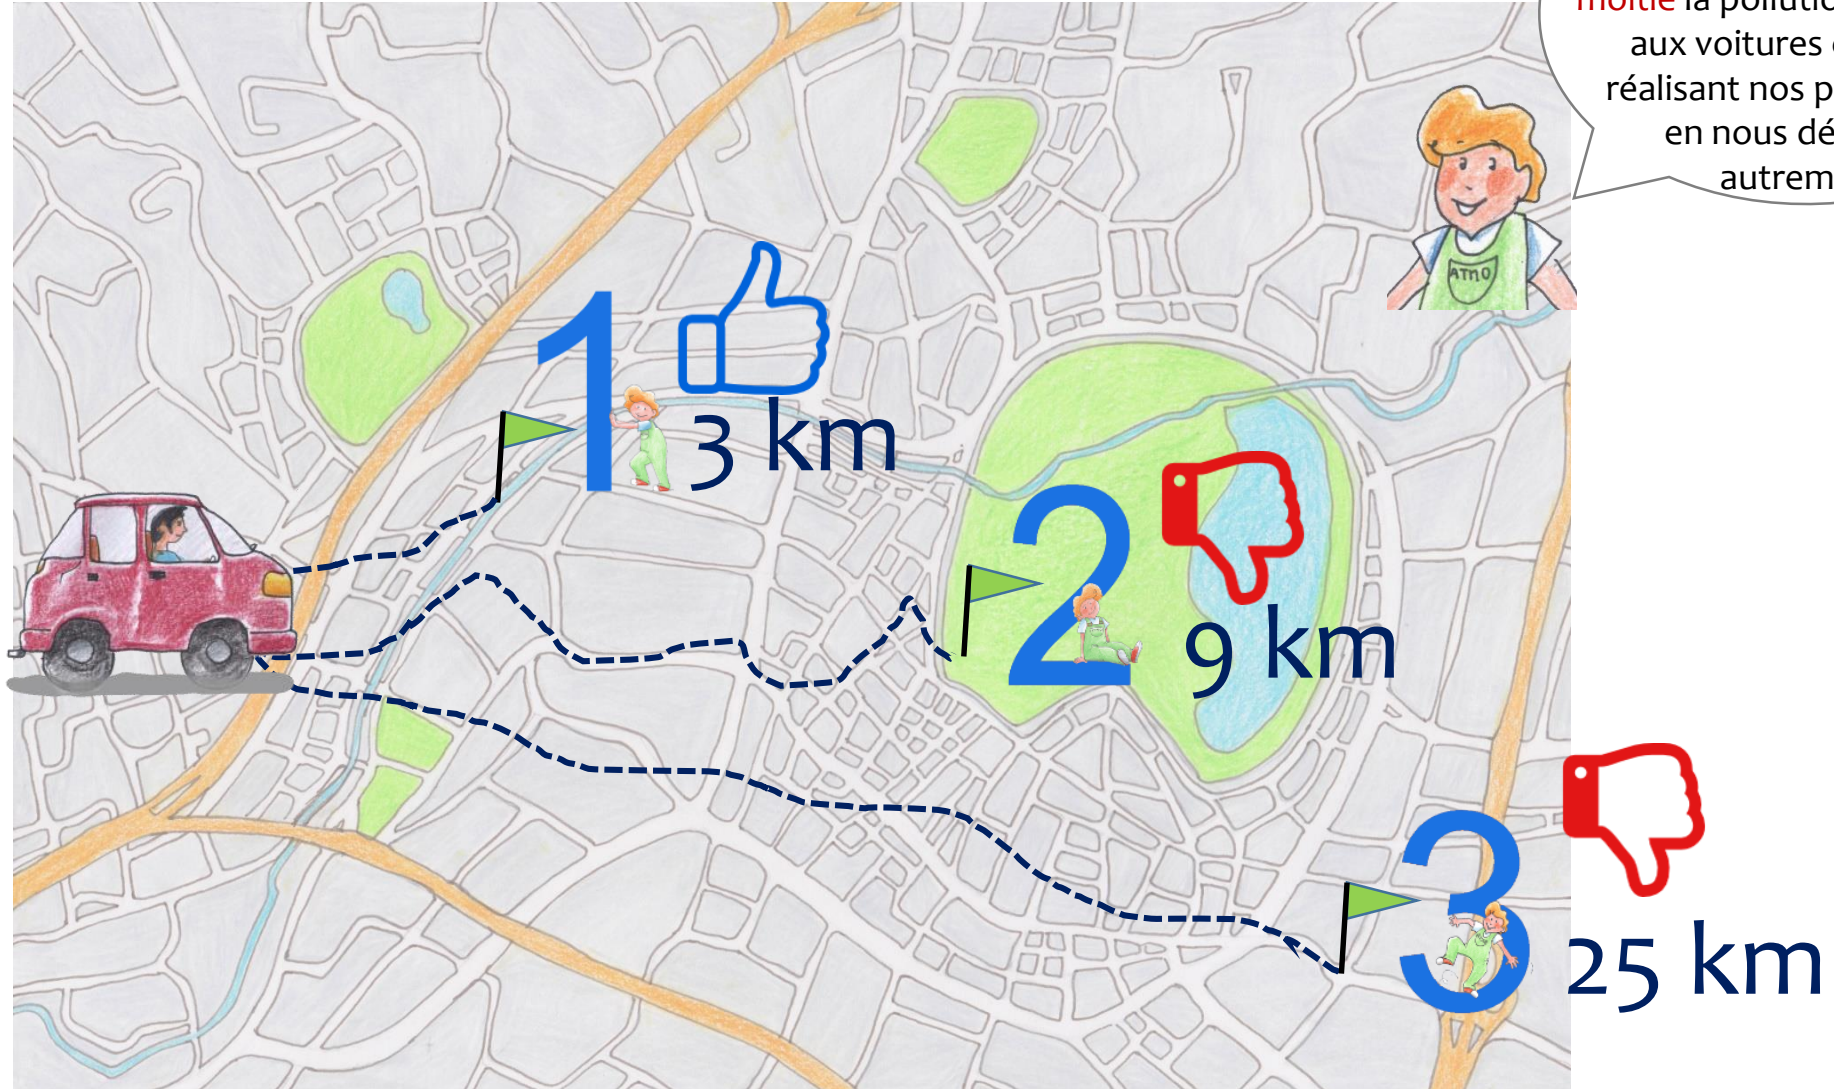 moitié la pollution
aux voitures
réalisant nos p
en nous dé
autrem
ATMO
1
3 km
2
9 km
3
25 km